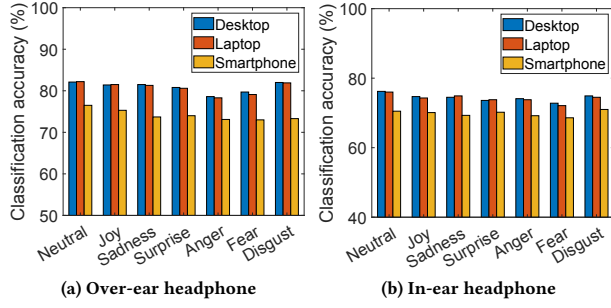 Classification accuracy (%)
100
90
80
70
60
50
Desktop
Laptop
Smartphone
Neutral
Joy
Sadness
Surprise
Anger
Fear
Disgust
(a) Over-ear headphone
Classification accuracy (%)
100
80
60
40
Desktop
Laptop
Smartphone
Neutral
Joy
Sadness
Surprise
Anger
Fear
Disgust
(b) In-ear headphone